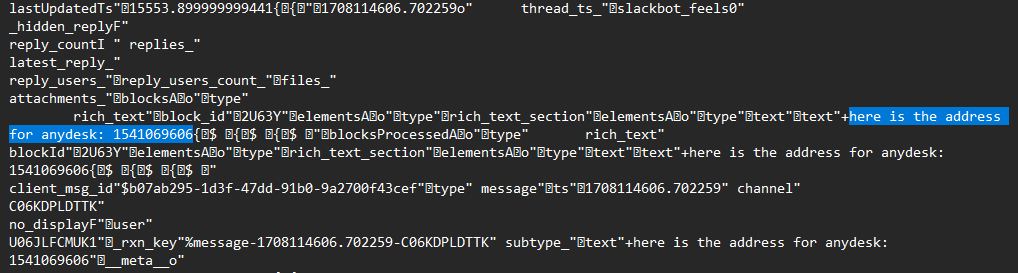 lastUpdatedTs"15553.899999999441{{"1708114606.702259o" thread_ts_"slackbot_feels0"
_hidden_replyF"
reply_countI " replies_"
latest_reply_"
reply_users_"reply_users_count_"files_"
attachments_"blocksAo"type"
rich_text"block_id"2U63Y"elementsAo"type"rich_text_section"elementsAo"type"text"text"+here is the address
for anydesk: 1541069606{$ {$ {$ "blocksProcessedAo"type" rich_text"
blockId"2U63Y"elementsAo"type"rich_text_section"elementsAo"type"text"text"+here is the address for anydesk:
1541069606{$ {$ {$ "
client_msg_id"$b07ab295-1d3f-47dd-91b0-9a2700f43cef"type" message"ts"1708114606.702259" channel"
C06KDPLDTTK"
no_displayF"user"
U06JLFCMUK1"_rxn_key"%message-1708114606.702259-C06KDPLDTTK" subtype_"text"+here is the address for anydesk:
1541069606"__meta__o"